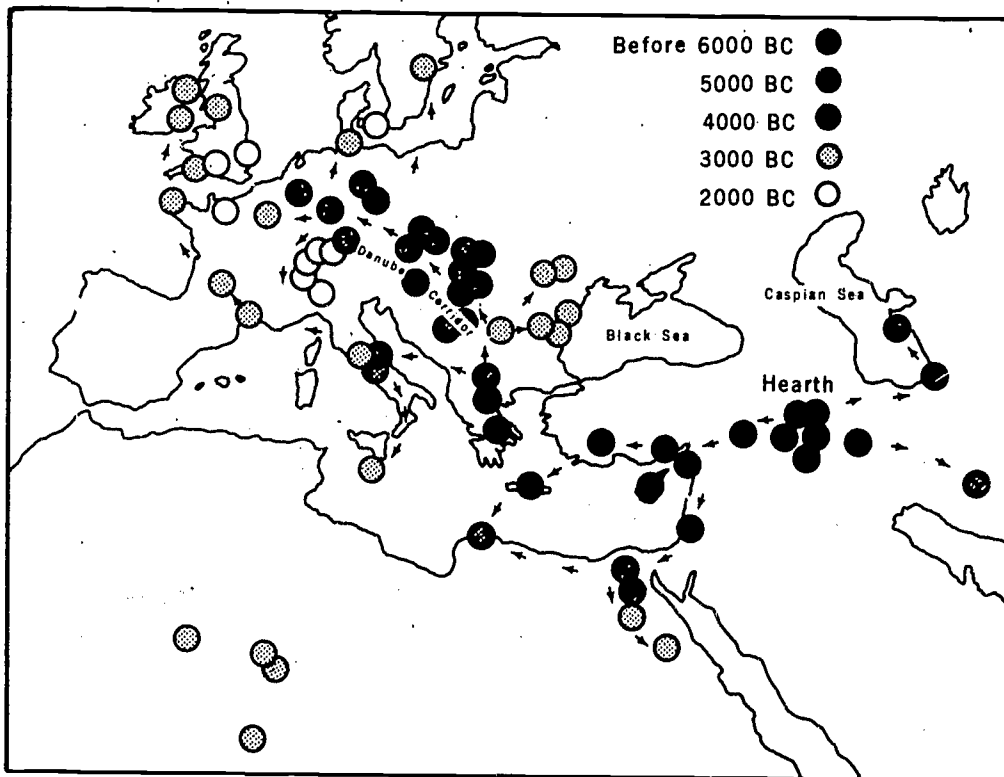 Before 6000 BC
5000 BC
4000 BC
3000 BC
2000 BC
Danube
Corridor
Caspian Sea
Black Sea
Hearth